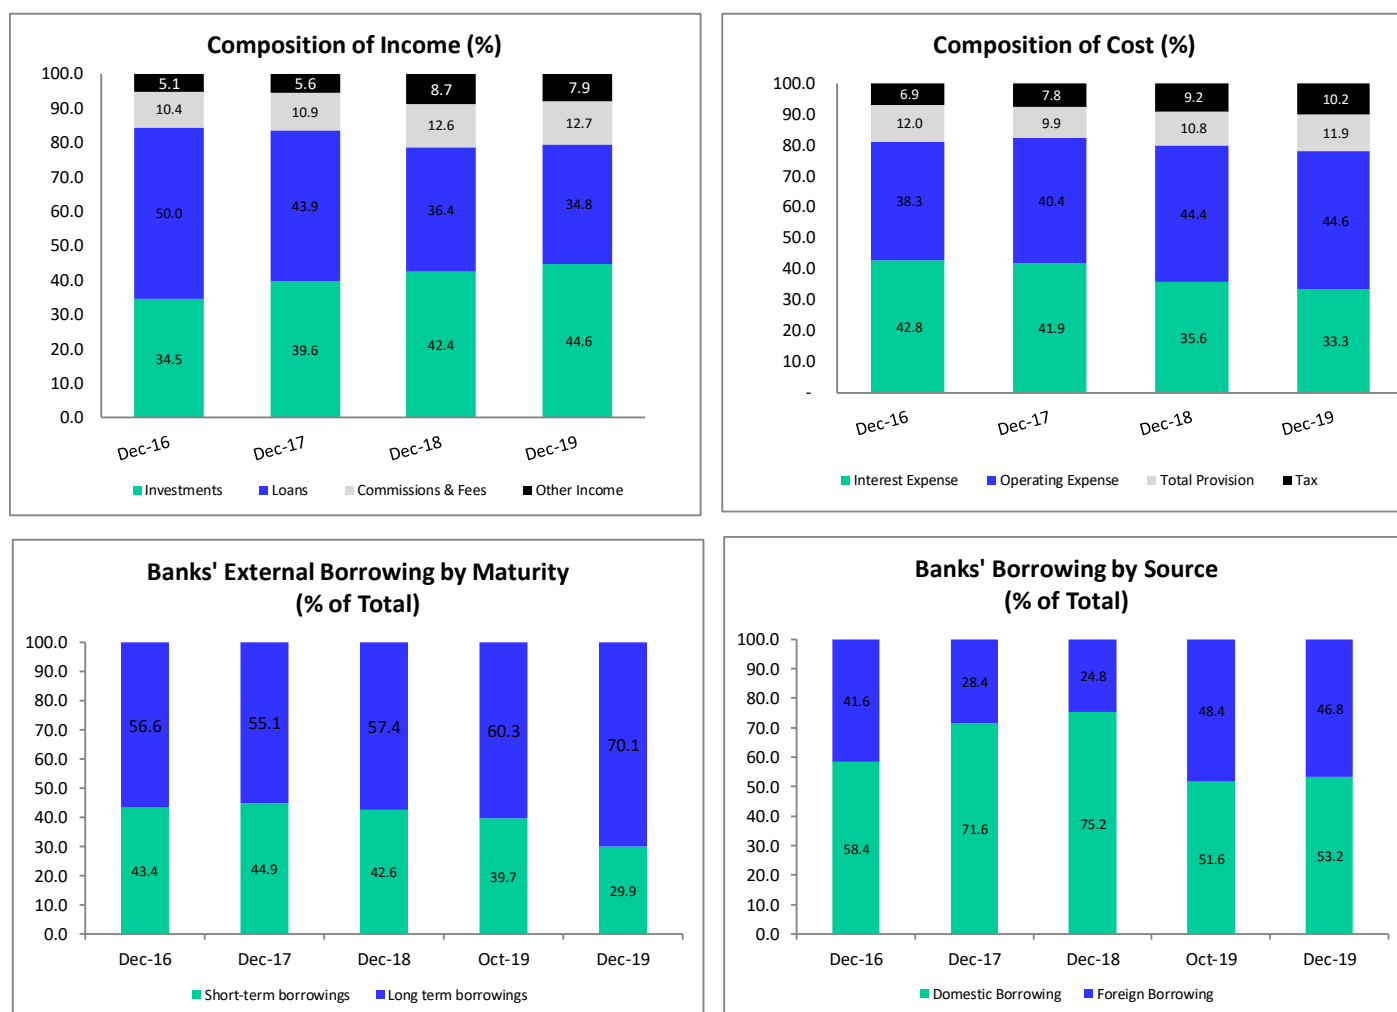 Composition of Income (%)
100.0
90.0
80.0
70.0
60.0
50.0
40.0
30.0
20.0
10.0
0.0
5.1 5.6 8.7 7.9
10.4 10.9 12.6 12.7
50.0 43.9 36.4 34.8
34.5 39.6 42.4 44.6
Dec-16 Dec-17 Dec-18 Dec-19
Investments Loans Commissions & Fees Other Income
Composition of Cost (%)
100.0
90.0
80.0
70.0
60.0
50.0
40.0
30.0
20.0
10.0
-
6.9 7.8 9.2 10.2
12.0 9.9 10.8 11.9
38.3 40.4 44.4 44.6
42.8 41.9 35.6 33.3
Dec-16 Dec-17 Dec-18 Dec-19
Interest Expense Operating Expense Total Provision Tax
Banks' External Borrowing by Maturity
(% of Total)
100.0
90.0
80.0
70.0
60.0
50.0
40.0
30.0
20.0
10.0
0.0
56.6 55.1 57.4 60.3 70.1
43.4 44.9 42.6 39.7 29.9
Dec-16 Dec-17 Dec-18 Oct-19 Dec-19
Short-term borrowings Long term borrowings
Banks' Borrowing by Source
(% of Total)
100.0
90.0
80.0
70.0
60.0
50.0
40.0
30.0
20.0
10.0
0.0
41.6 28.4 24.8 48.4 46.8
58.4 71.6 75.2 51.6 53.2
Dec-16 Dec-17 Dec-18 Oct-19 Dec-19
Domestic Borrowing Foreign Borrowing